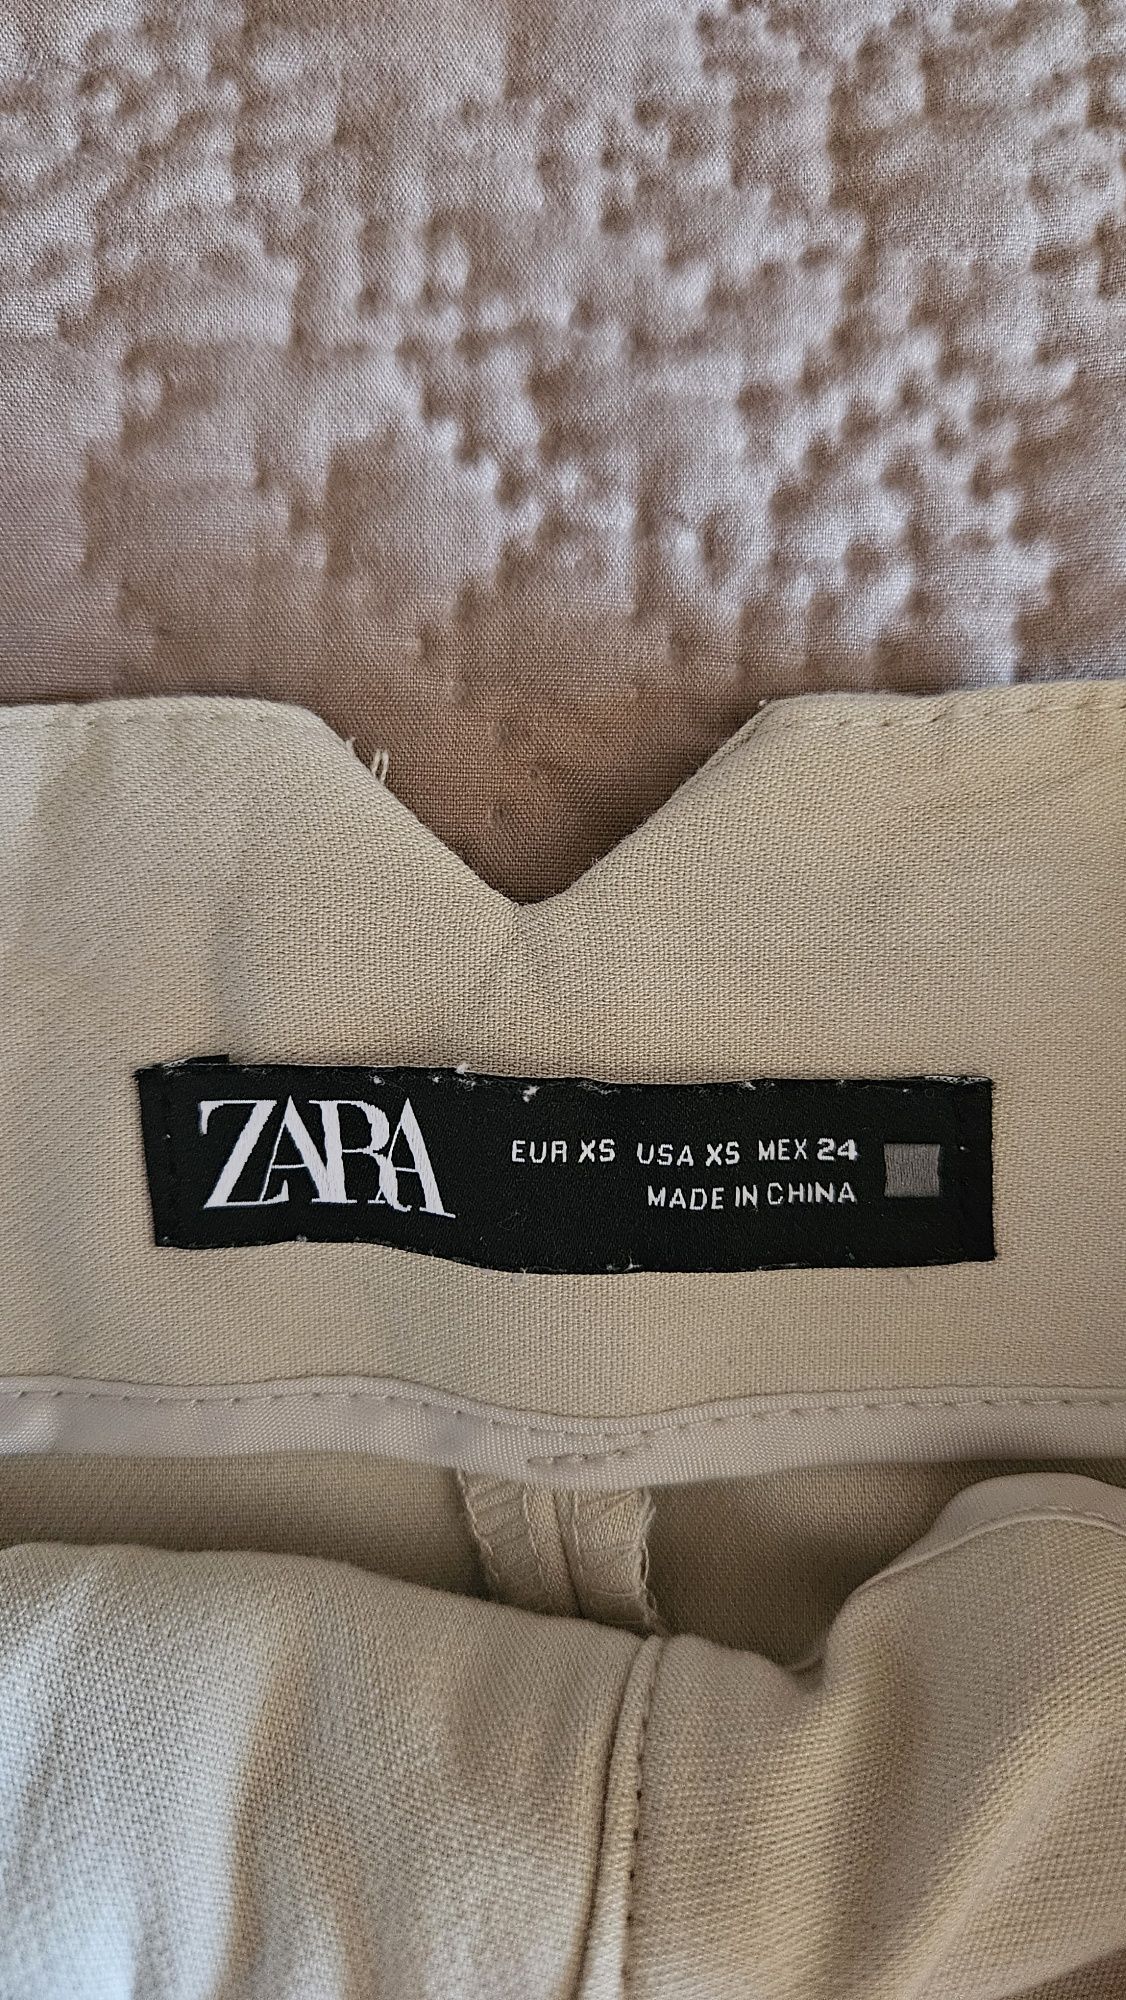 ZARA
EUR XS USA XS MEX 24
MADE IN CHINA